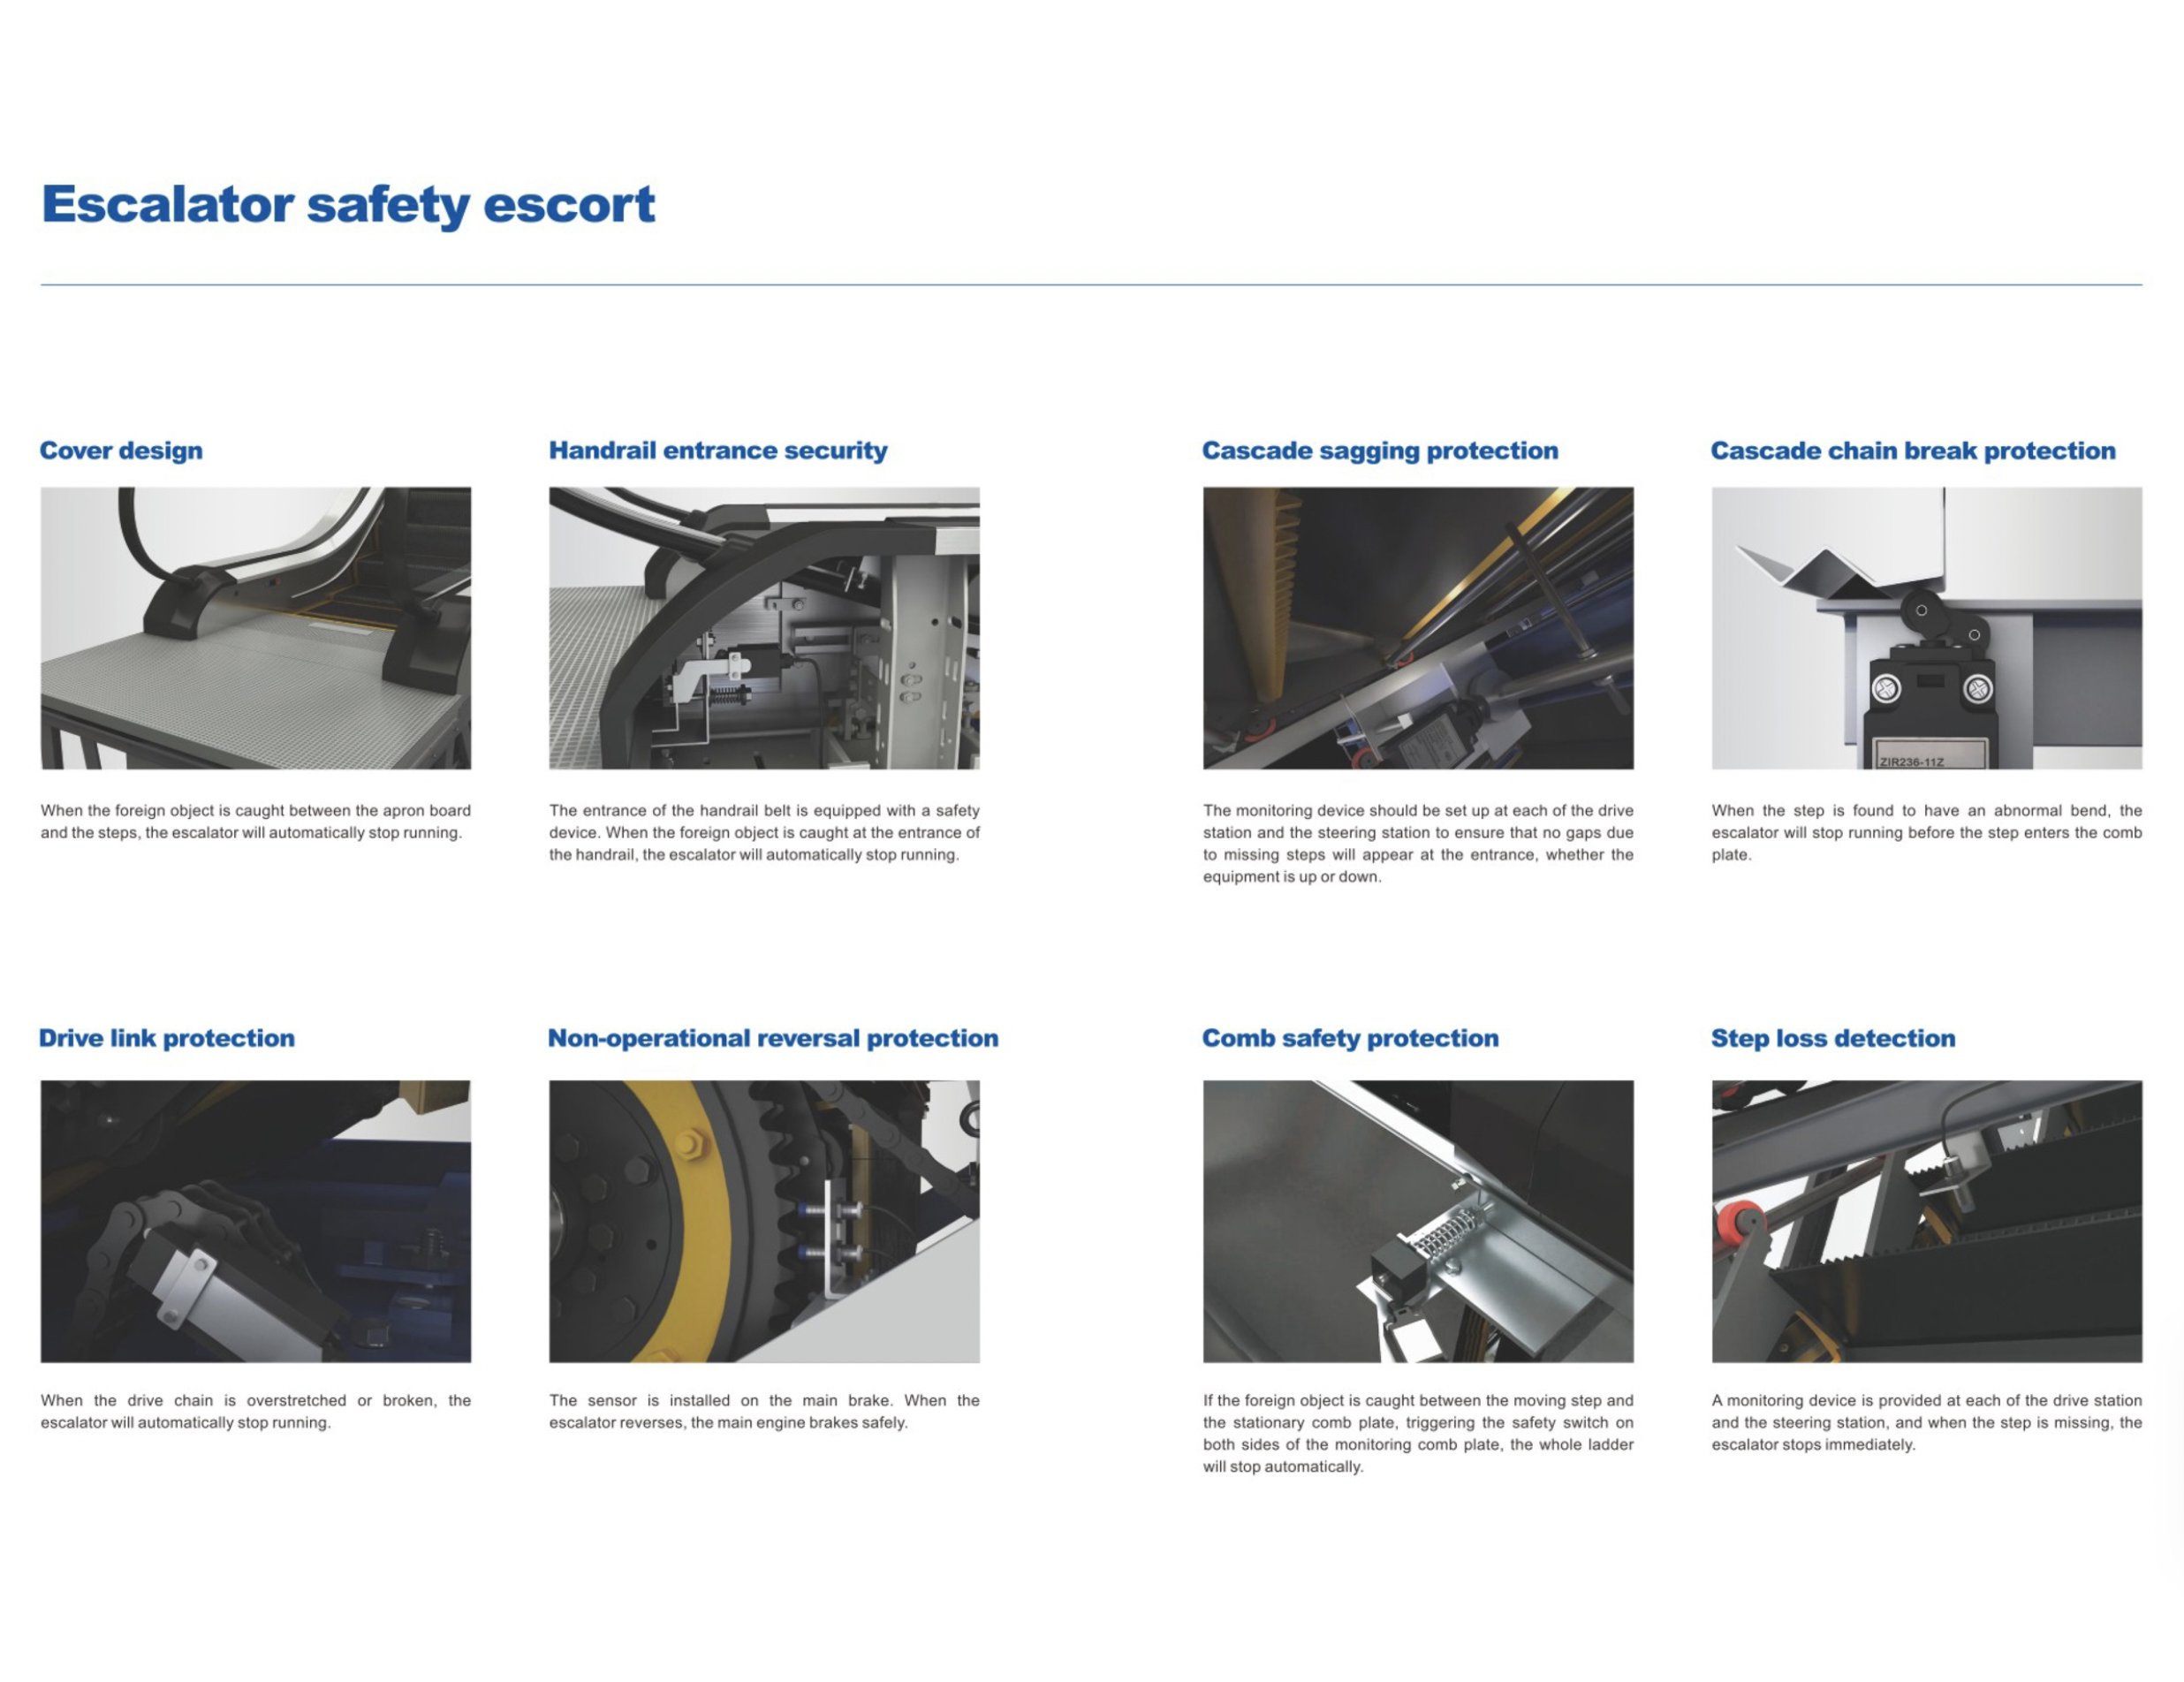 Escalator safety escort
Cover design
When the foreign object is caught between the apron board
and the steps, the escalator will automatically stop running.
Handrail entrance security
The entrance of the handrail belt is equipped with a safety
device. When the foreign object is caught at the entrance of
the handrail, the escalator will automatically stop running.
Cascade sagging protection
The monitoring device should be set up at each of the drive
station and the steering station to ensure that no gaps due
to missing steps will appear at the entrance, whether the
equipment is up or down.
Cascade chain break protection
ZIR236-11Z
When the step is found to have an abnormal bend, the
escalator will stop running before the step enters the comb
plate.
Drive link protection
When the drive chain is overstretched or broken, the
escalator will automatically stop running.
Non-operational reversal protection
The sensor is installed on the main brake. When the
escalator reverses, the main engine brakes safely.
Comb safety protection
If the foreign object is caught between the moving step and
the stationary comb plate, triggering the safety switch on
both sides of the monitoring comb plate, the whole ladder
will stop automatically.
Step loss detection
A monitoring device is provided at each of the drive station
and the steering station, and when the step is missing, the
escalator stops immediately.